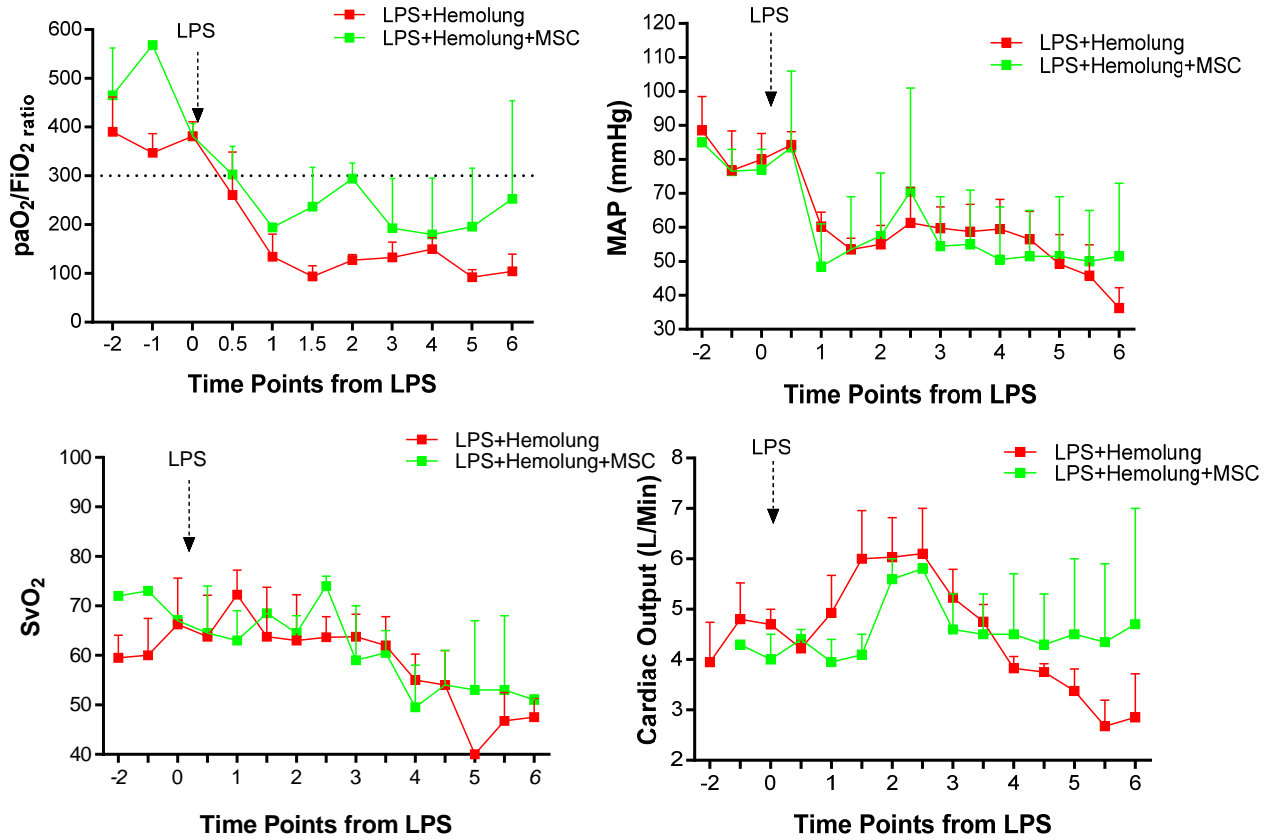 LPS+Hemolung
LPS+Hemolung+MSC
LPS
paO2/FiO2 ratio
600
500
400
300
200
100
0
-2 -1 0 0.5 1 1.5 2 3 4 5 6
Time Points from LPS
LPS
LPS+Hemolung
LPS+Hemolung+MSC
MAP (mmHg)
120
110
100
90
80
70
60
50
40
30
-2 0 1 2 3 4 5 6
Time Points from LPS
LPS+Hemolung
LPS+Hemolung+MSC
LPS
SvO2
100
90
80
70
60
50
40
-2 0 1 2 3 4 5 6
Time Points from LPS
LPS
LPS+Hemolung
LPS+Hemolung+MSC
Cardiac Output (L/Min)
8
7
6
5
4
3
2
-2 0 1 2 3 4 5 6
Time Points from LPS